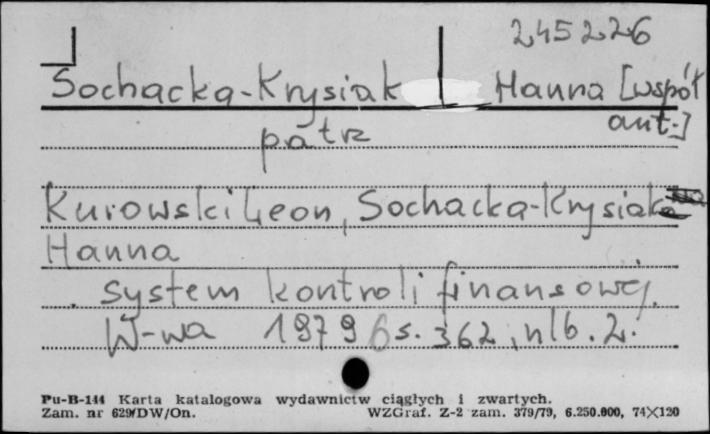 245226
Sochacka-Krysiak Hanna [współ
aut.]
patrz
Kurowski Leon, Sochacka-Krysiak
Hanna
. system kontroli finansowej.
W-wa 1979 s. 362, nlb. 2.
Pu-B-144 Karta katalogowa wydawnictw ciągłych i zwartych.
Zam. nr 629/DW/On. WZGraf. Z-2 zam. 379/79, 6.250.000, 74×120